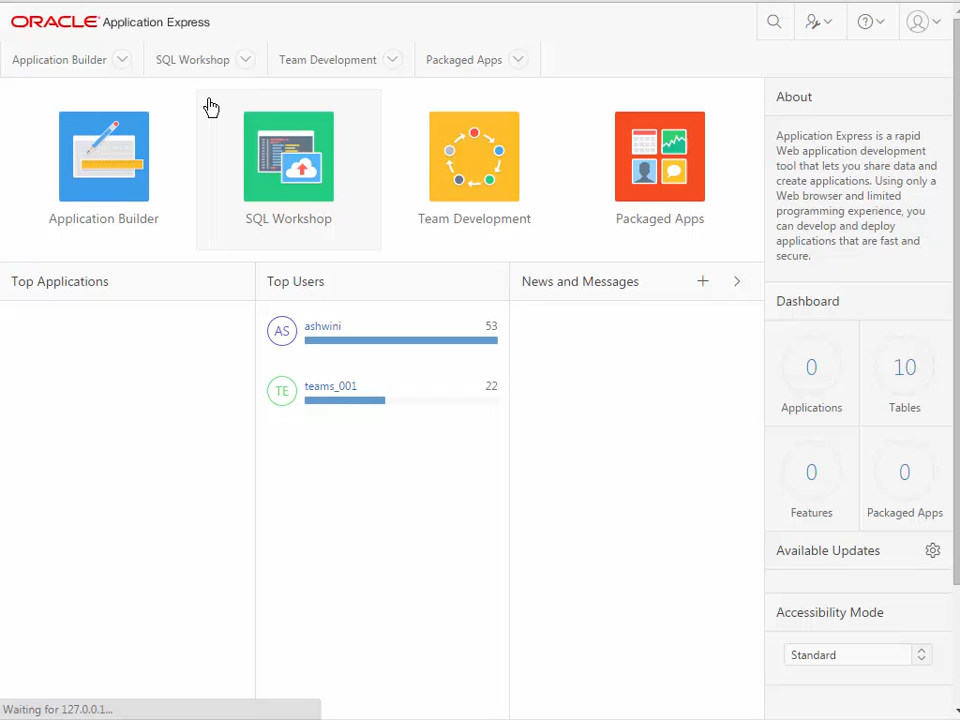 ORACLE Application Express
Application Builder
SQL Workshop
Team Development
Packaged Apps
Application Builder
SQL Workshop
Team Development
Packaged Apps
Top Applications
Top Users
AS
ashwini
53
TE
teams_001
22
News and Messages
About
Application Express is a rapid
Web application development
tool that lets you share data and
create applications. Using only a
Web browser and limited
programming experience, you
can develop and deploy
applications that are fast and
secure.
Dashboard
0
Applications
10
Tables
0
Features
0
Packaged Apps
Available Updates
Accessibility Mode
Standard
Waiting for 127.0.0.1...